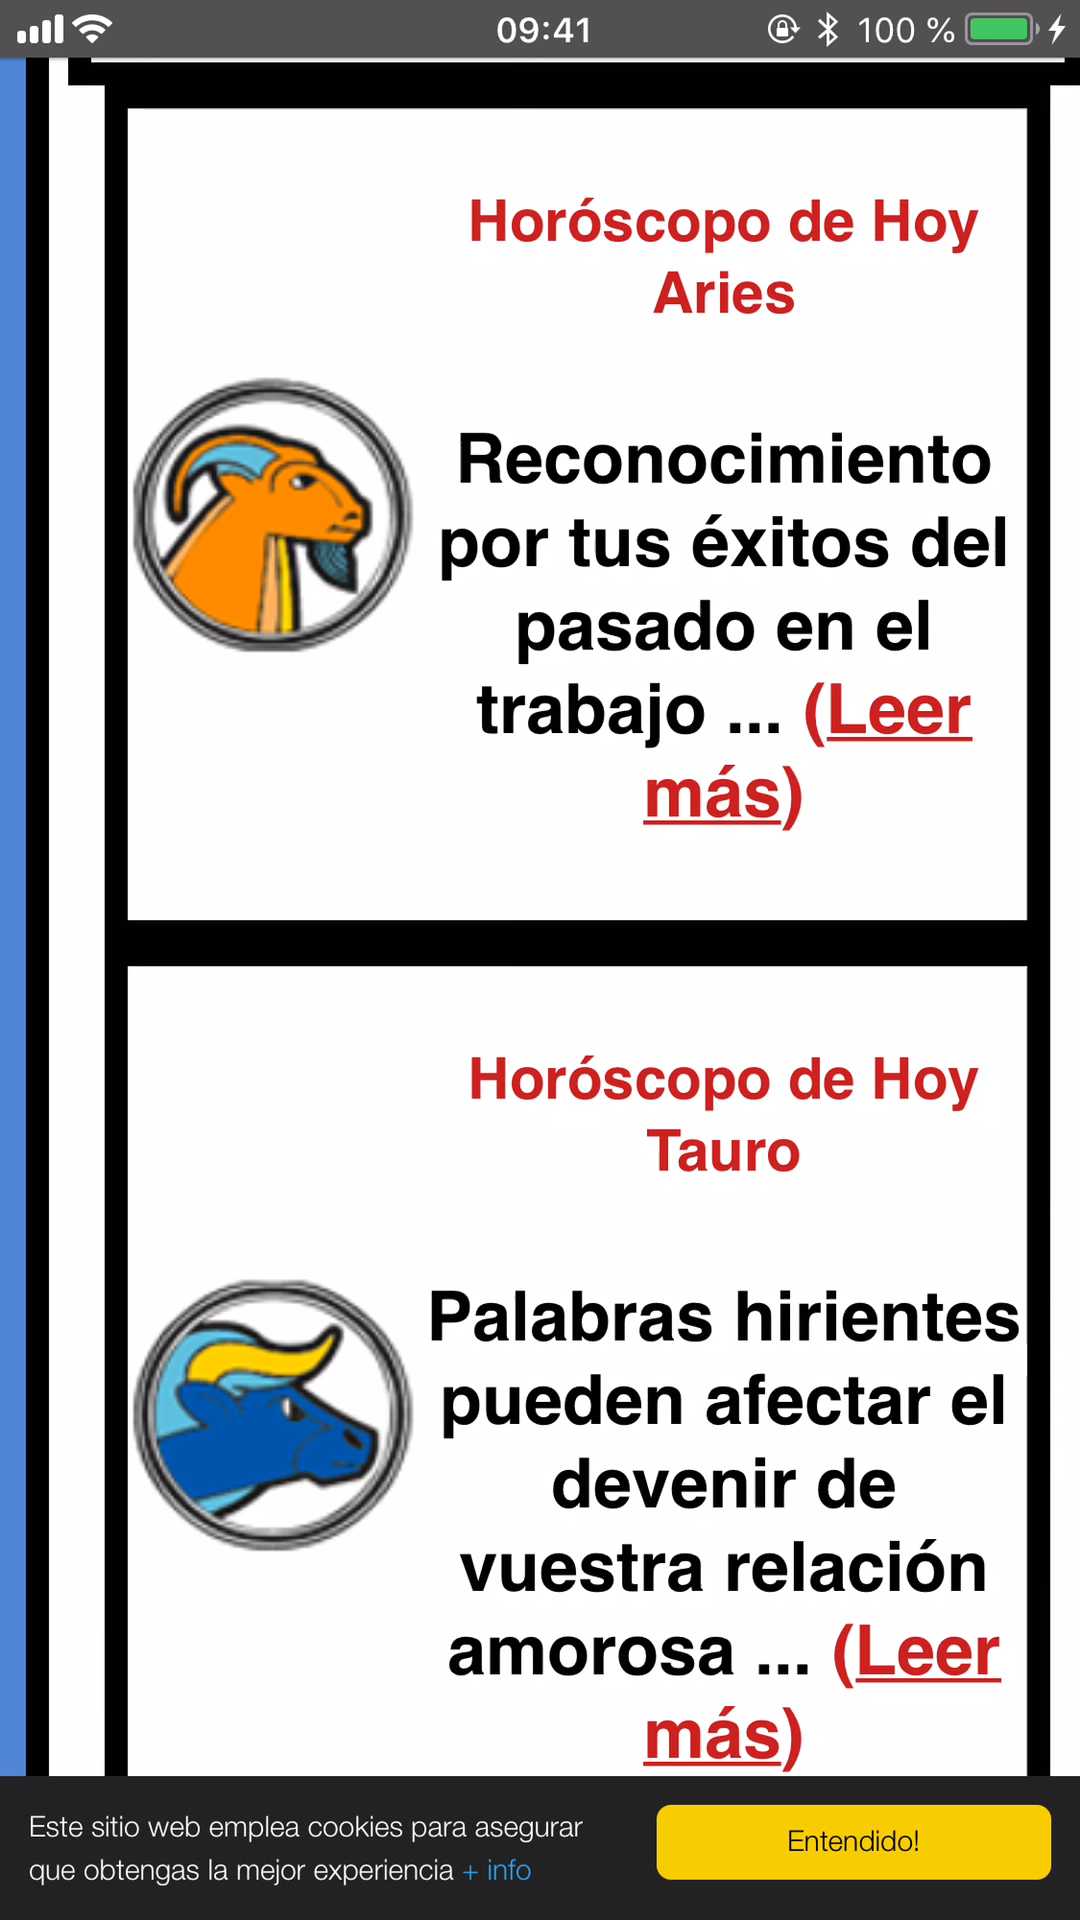 09:41
100 %
Horóscopo de Hoy
Aries
Reconocimiento
por tus éxitos del
pasado en el
trabajo ... (Leer
más)
Horóscopo de Hoy
Tauro
Palabras hirientes
pueden afectar el
devenir de
vuestra relación
amorosa ... (Leer
más)
Este sitio web emplea cookies para asegurar
que obtengas la mejor experiencia + info
Entendido!